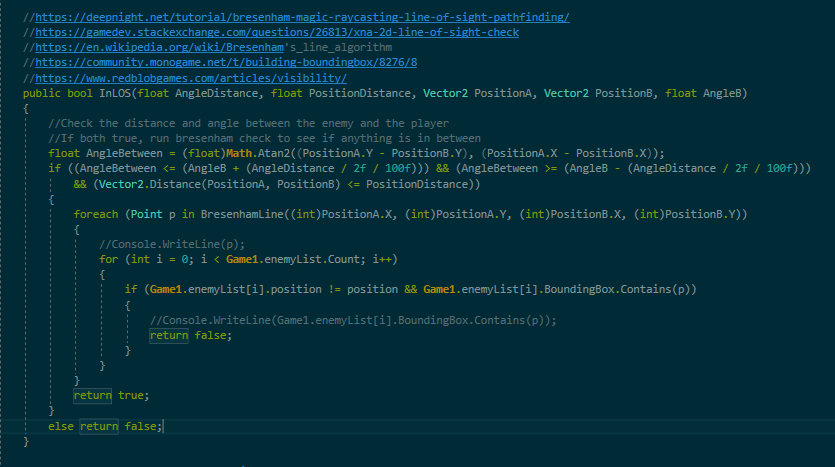 //https://deepnight.net/tutorial/bresenham-magic-raycasting-line-of-sight-pathfinding/
//https://gamedev.stackexchange.com/questions/26813/xna-2d-line-of-sight-check
//https://en.wikipedia.org/wiki/Bresenham's_line_algorithm
//https://community.monogame.net/t/building-boundingbox/8276/8
//https://www.redblobgames.com/articles/visibility/
public bool InLOS(float AngleDistance, float PositionDistance, Vector2 PositionA, Vector2 PositionB, float AngleB)
{
//Check the distance and angle between the enemy and the player
//If both true, run bresenham check to see if anything is in between
float AngleBetween = (float)Math.Atan2((PositionA.Y - PositionB.Y), (PositionA.X - PositionB.X));
if ((AngleBetween <= (AngleB + (AngleDistance / 2f / 100f))) && (AngleBetween >= (AngleB - (AngleDistance / 2f / 100f)))
&& (Vector2.Distance(PositionA, PositionB) <= PositionDistance))
{
foreach (Point p in BresenhamLine((int)PositionA.X, (int)PositionA.Y, (int)PositionB.X, (int)PositionB.Y))
{
//Console.WriteLine(p);
for (int i = 0; i < Game1.enemyList.Count; i++)
{
if (Game1.enemyList[i].position != position && Game1.enemyList[i].BoundingBox.Contains(p))
{
//Console.WriteLine(Game1.enemyList[i].BoundingBox.Contains(p));
return false;
}
}
}
return true;
}
else return false;
}